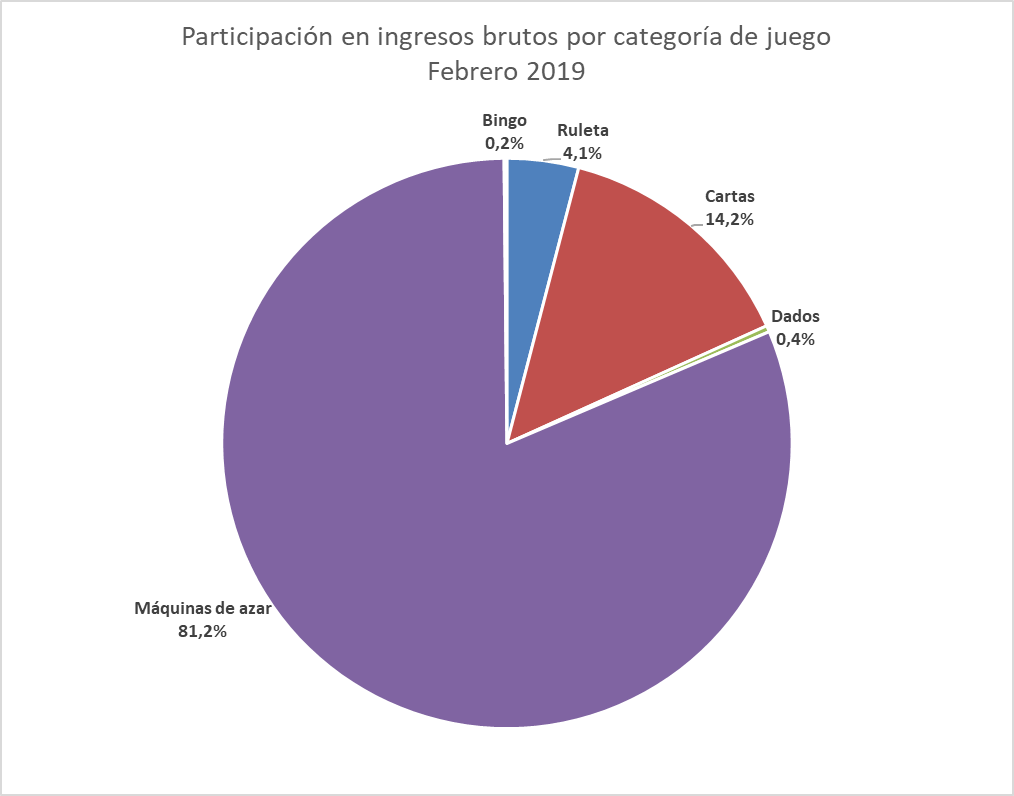 Participación en ingresos brutos por categoría de juego
Febrero 2019
Bingo
0,2%
Ruleta
4,1%
Cartas
14,2%
Dados
0,4%
Máquinas de azar
81,2%